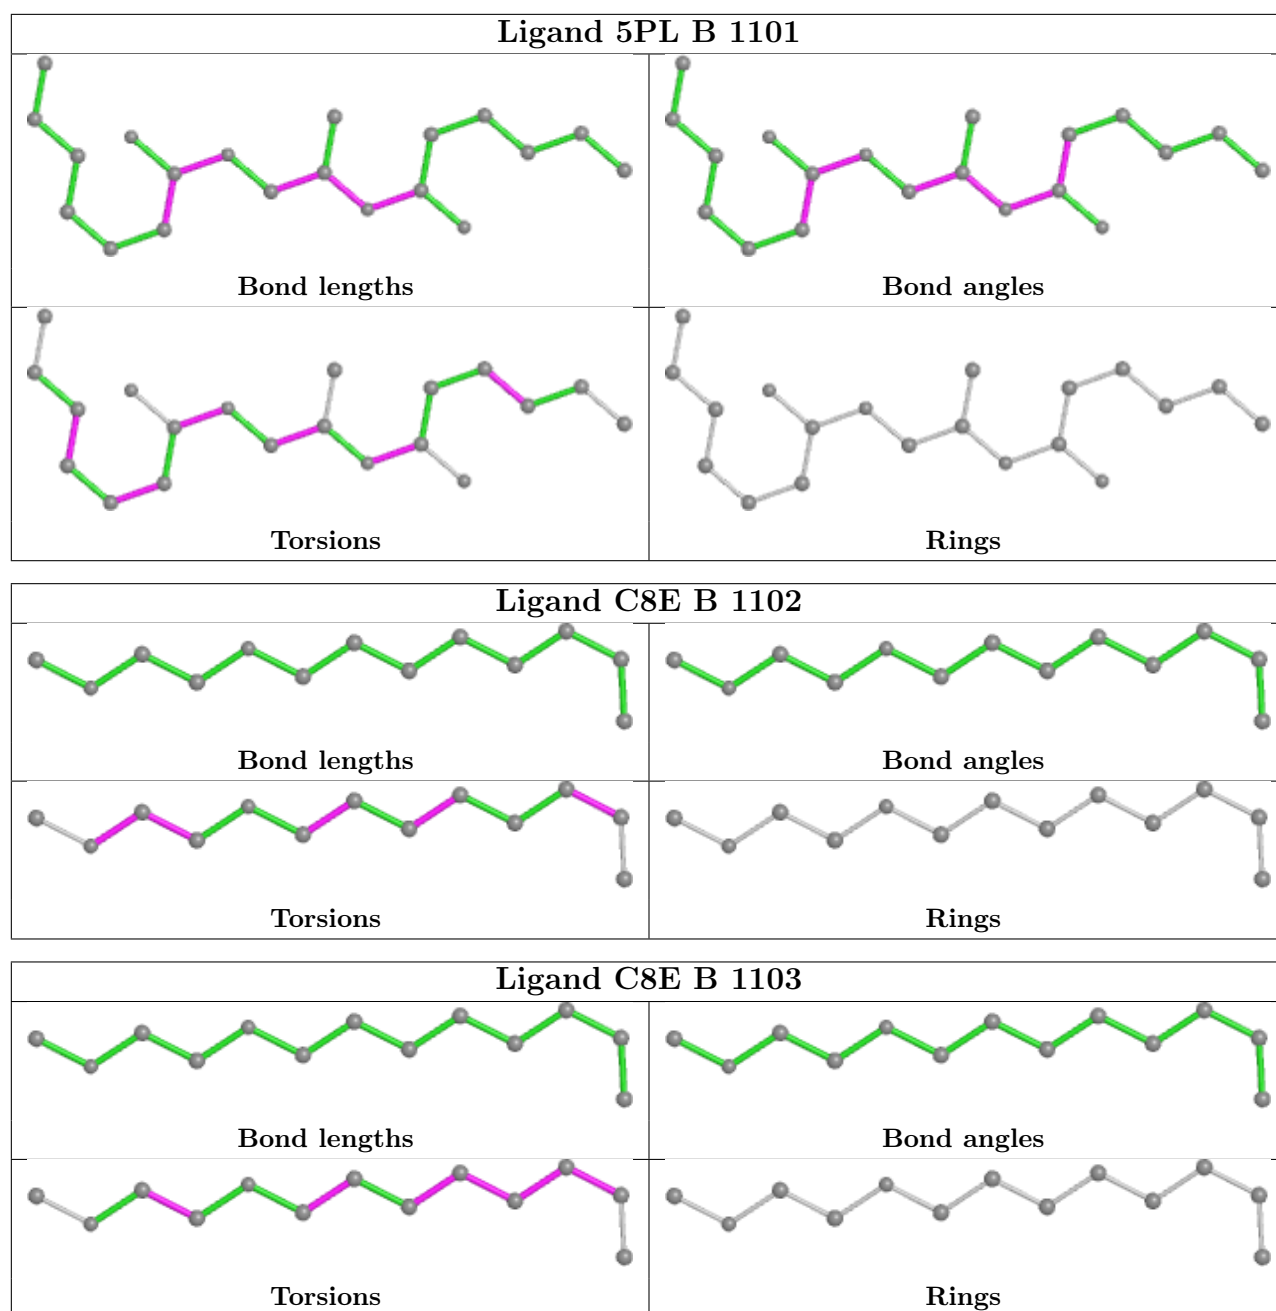 Ligand 5PL B 1101
Bond lengths
Bond angles
Torsions
Rings
Ligand C8E B 1102
Bond lengths
Bond angles
Torsions
Rings
Ligand C8E B 1103
Bond lengths
Bond angles
Torsions
Rings